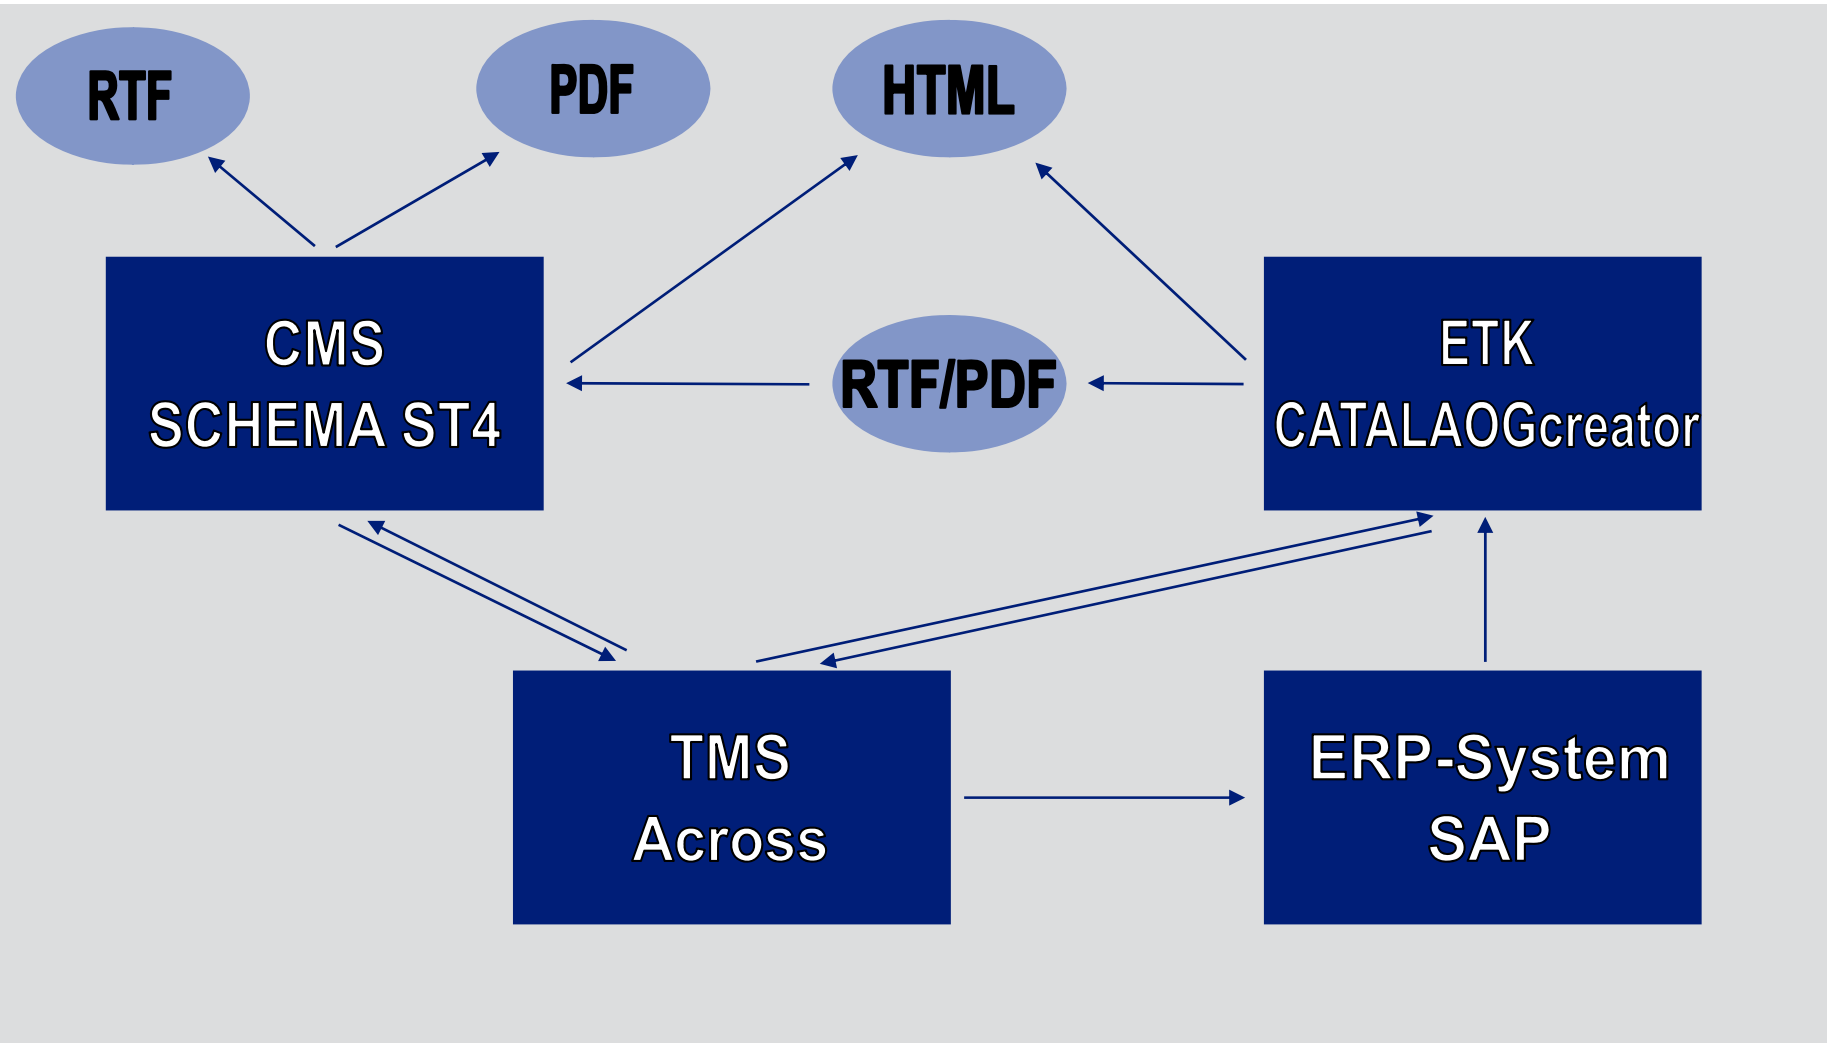 RTF
PDF
HTML
CMS
SCHEMA ST4
RTF/PDF
ETK
CATALAOGcreator
TMS
Across
ERP-System
SAP